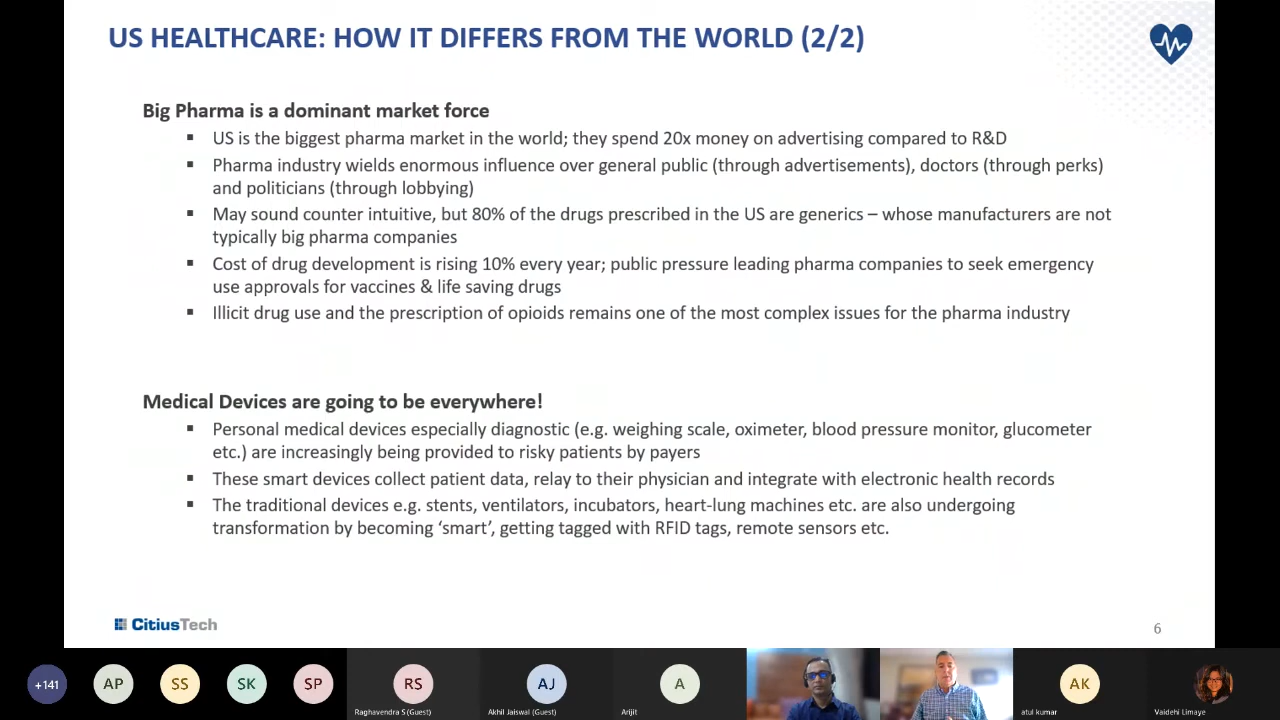 US HEALTHCARE: HOW IT DIFFERS FROM THE WORLD (2/2)
Big Pharma is a dominant market force
▪ US is the biggest pharma market in the world; they spend 20x money on advertising compared to R&D
▪ Pharma industry wields enormous influence over general public (through advertisements), doctors (through perks)
and politicians (through lobbying)
▪ May sound counter intuitive, but 80% of the drugs prescribed in the US are generics – whose manufacturers are not
typically big pharma companies
▪ Cost of drug development is rising 10% every year; public pressure leading pharma companies to seek emergency
use approvals for vaccines & life saving drugs
▪ Illicit drug use and the prescription of opioids remains one of the most complex issues for the pharma industry
Medical Devices are going to be everywhere!
▪ Personal medical devices especially diagnostic (e.g. weighing scale, oximeter, blood pressure monitor, glucometer
etc.) are increasingly being provided to risky patients by payers
▪ These smart devices collect patient data, relay to their physician and integrate with electronic health records
▪ The traditional devices e.g. stents, ventilators, incubators, heart-lung machines etc. are also undergoing
transformation by becoming ‘smart’, getting tagged with RFID tags, remote sensors etc.
CitiusTech
6
+141
AP
SS
SK
SP
RS
AJ
A
AK
Raghavendra S (Guest)
Akhil Jaiswal (Guest)
Arijit
atul kumar
Vaidehi Limaye